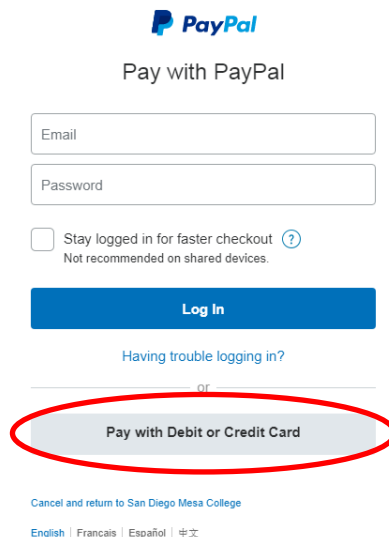 PayPal
Pay with PayPal
Email
Password
Stay logged in for faster checkout ?
Not recommended on shared devices.
Log In
Having trouble logging in?
or
Pay with Debit or Credit Card
Cancel and return to San Diego Mesa College
English | Francais | Español | 中文